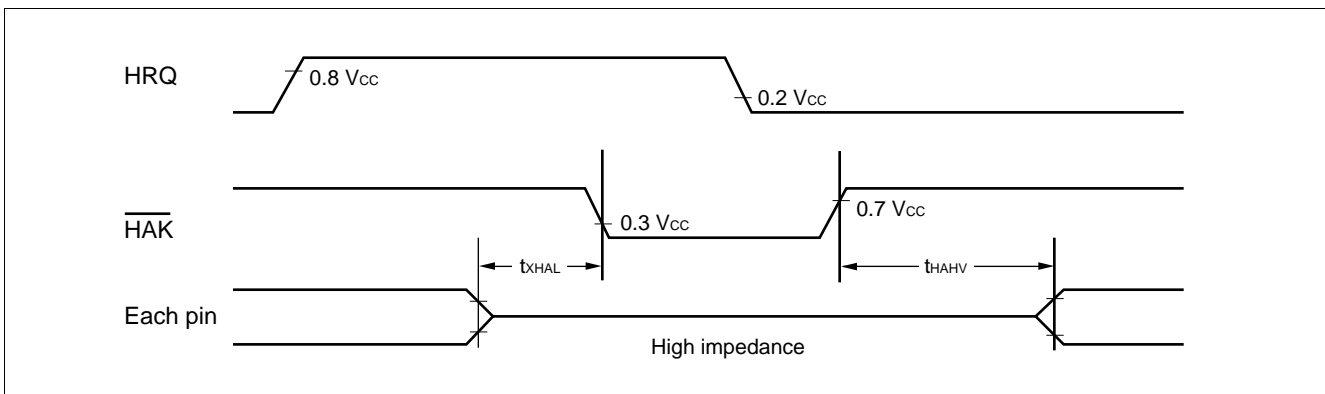 HRQ
0.8 Vcc
0.2 Vcc
HAK
0.3 Vcc
0.7 Vcc
tXHAL
tHAHV
Each pin
High impedance